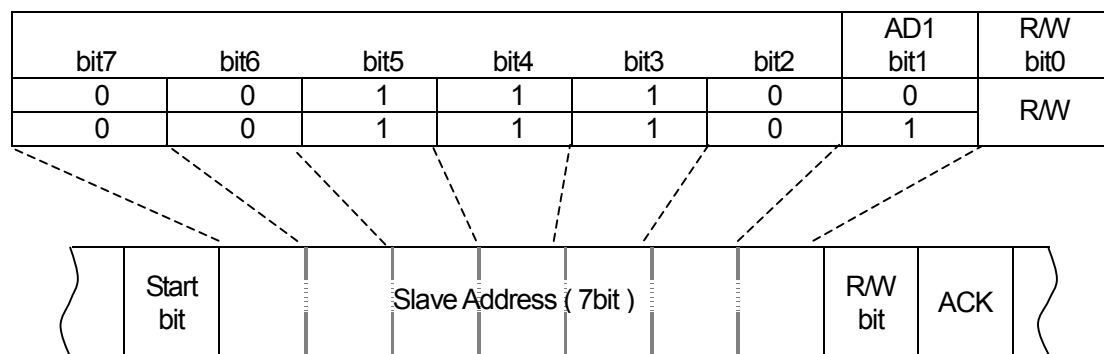 AD1 R/W
bit7 bit6 bit5 bit4 bit3 bit2 bit1 bit0
0 0 1 1 1 0 0 R/W
0 0 1 1 1 0 1
Start bit Slave Address ( 7bit ) R/W bit ACK